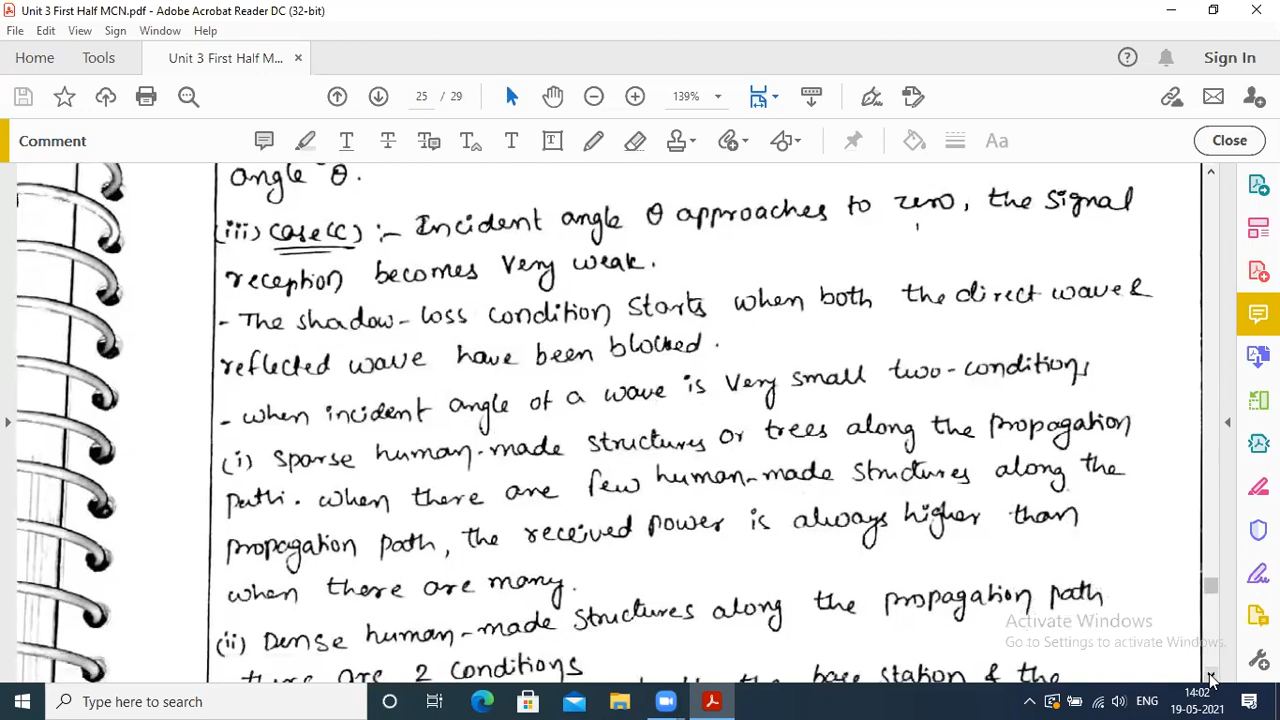 Unit 3 First Half MCN.pdf - Adobe Acrobat Reader DC (32-bit)
File Edit View Sign Window Help
Home Tools Unit 3 First Half M... × Sign In
25 / 29 139%
Comment Close
angle θ.
(iii) case(C) :- Incident angle θ approaches to zero, the signal
reception becomes very weak.
- The shadow-loss condition starts when both the direct wave &
reflected wave have been blocked.
- when incident angle of a wave is very small two-conditions
(i) sparse human-made structures or trees along the propagation
path. when there are few human-made structures along the
propagation path, the received power is always higher than
when there are many.
(ii) Dense human-made structures along the propagation path
there are 2 conditions
the base station & the
Activate Windows
Go to Settings to activate Windows.
Type here to search
ENG
14:02
19-05-2021